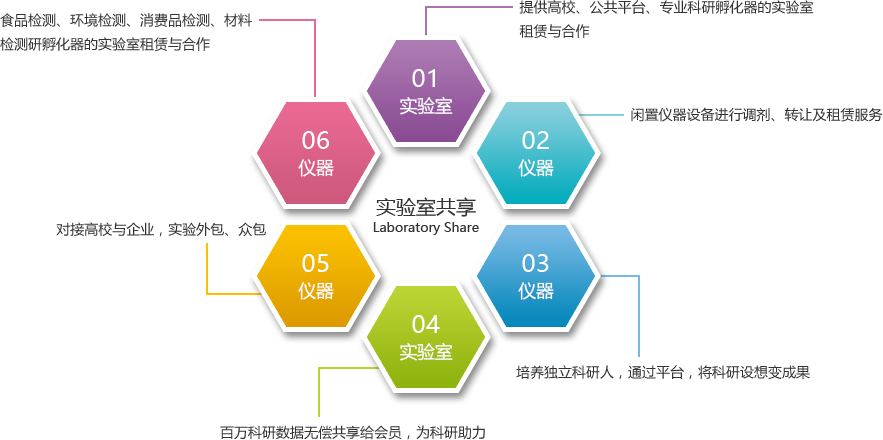 提供高校、公共平台、专业科研孵化器的实验室
租赁与合作
食品检测、环境检测、消费品检测、材料
检测研孵化器的实验室租赁与合作
01
实验室
02
仪器
闲置仪器设备进行调剂、转让及租赁服务
06
仪器
实验室共享
Laboratory Share
对接高校与企业，实验外包、众包
05
仪器
03
仪器
04
实验室
培养独立科研人，通过平台，将科研设想变成果
百万科研数据无偿共享给会员，为科研助力